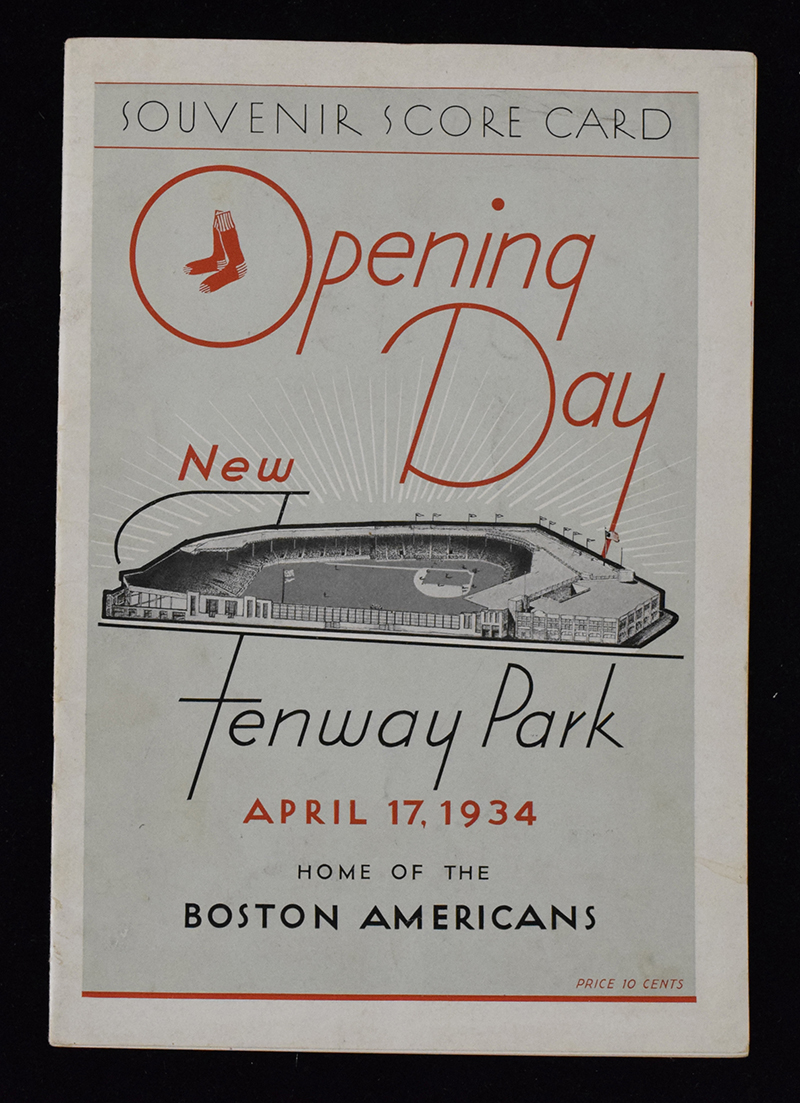 SOUVENIR SCORE CARD
Opening
Day
New
Fenway Park
APRIL 17, 1934
HOME OF THE
BOSTON AMERICANS
PRICE 10 CENTS